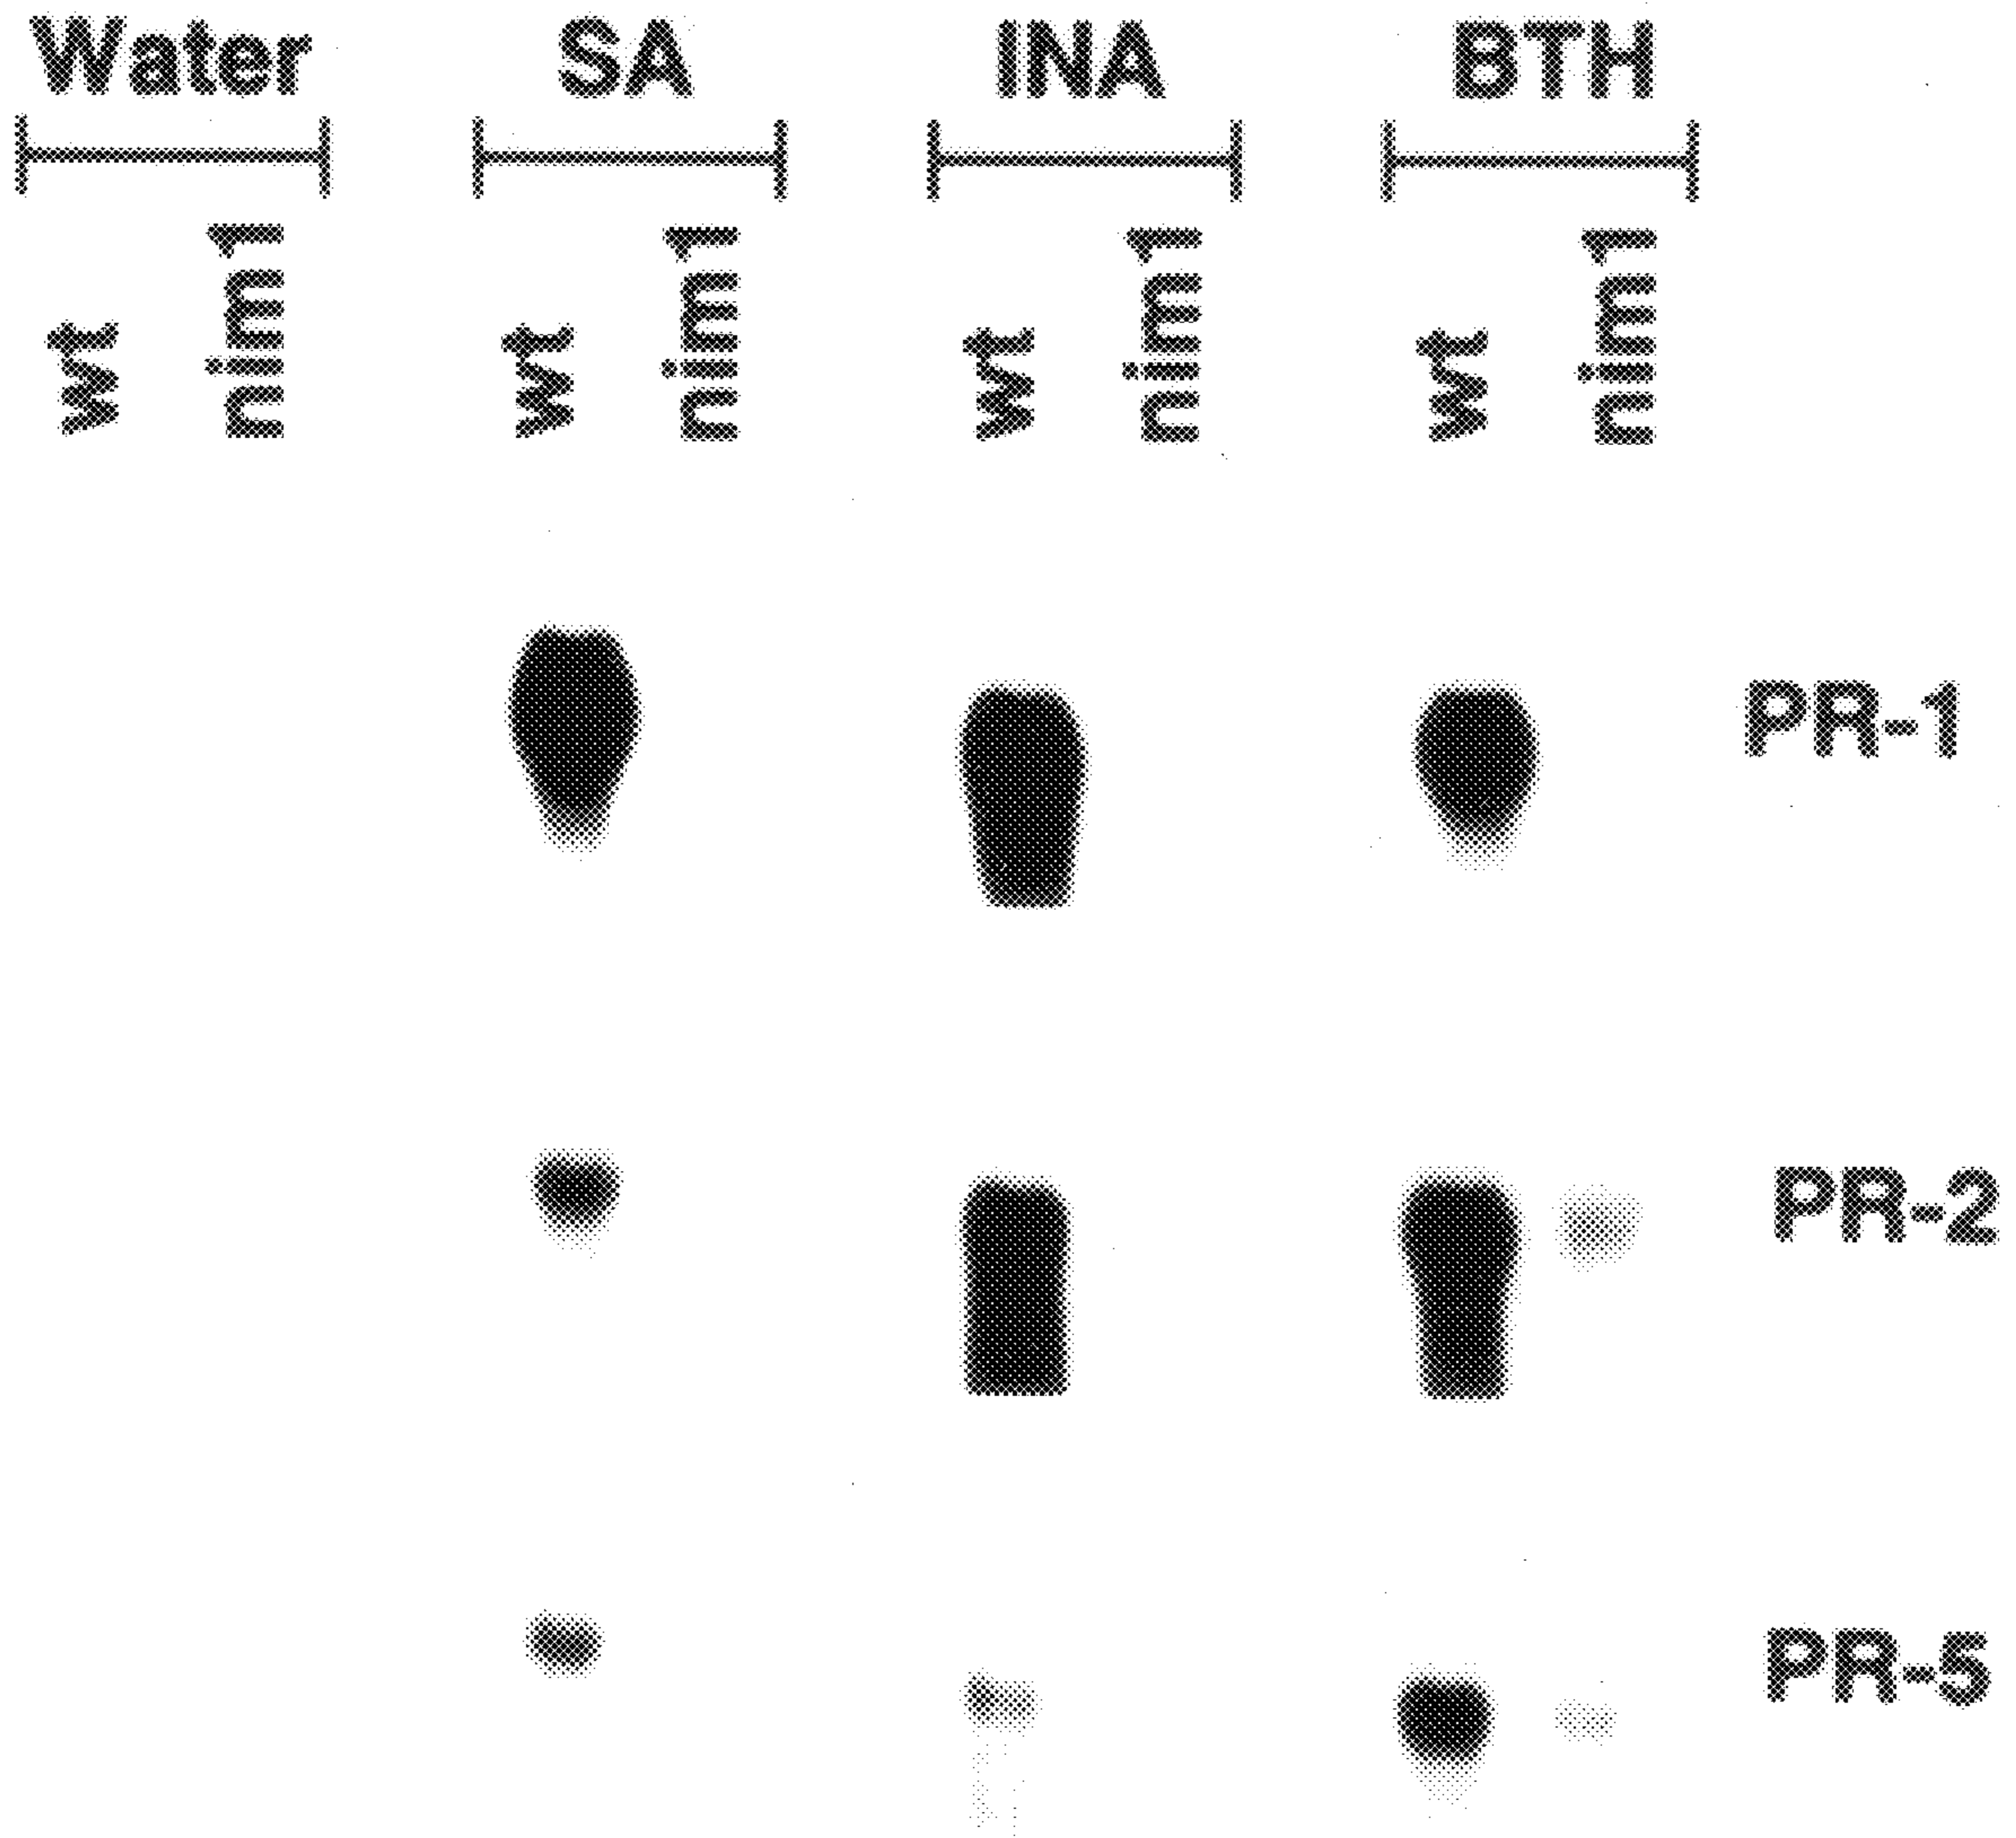 Water SA INA BTH
wt nim1 wt nim1 wt nim1 wt nim1
PR-1
PR-2
PR-5